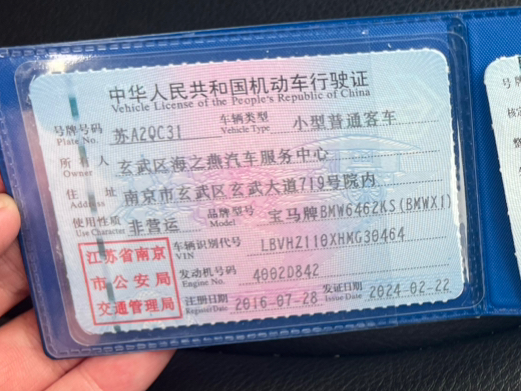 中华人民共和国机动车行驶证
Vehicle License of the People's Republic of China
号牌号码 苏A2QC31 车辆类型 小型普通客车
Plate No. Vehicle Type
所有人 玄武区海之燕汽车服务中心
Owner
住址 南京市玄武区玄武大道719号院内
Address
使用性质 非营运 品牌型号 宝马牌BMW6462KS(BMWX1)
Use Character Model
江苏省南京
市公安局
交通管理局
车辆识别代号 LBVHZ110XHMG30464
VIN
发动机号码 4002D842
Engine No.
注册日期 2016-07-28 发证日期 2024-02-22
Register Date Issue Date